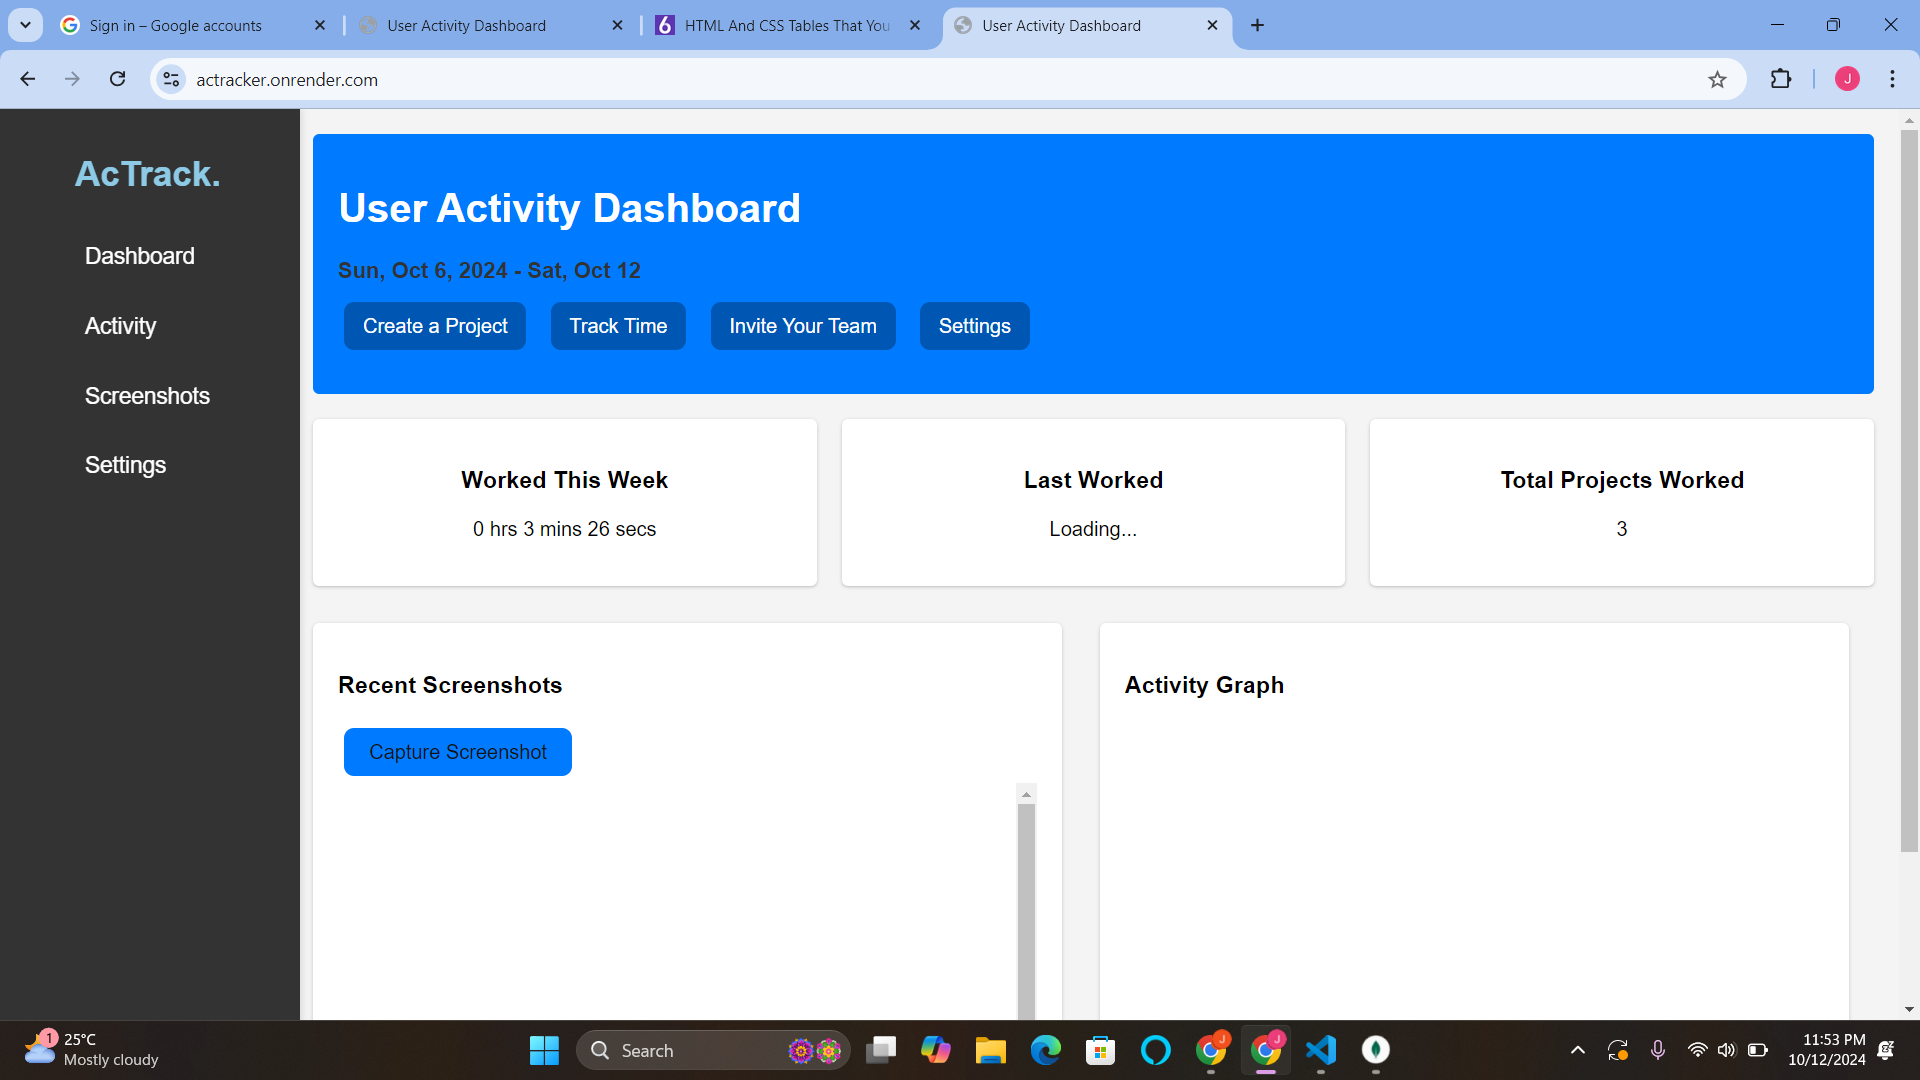 Sign in – Google accounts
User Activity Dashboard
HTML And CSS Tables That You
User Activity Dashboard
actracker.onrender.com
J
AcTrack.
Dashboard
Activity
Screenshots
Settings
User Activity Dashboard
Sun, Oct 6, 2024 - Sat, Oct 12
Create a Project
Track Time
Invite Your Team
Settings
Worked This Week
0 hrs 3 mins 26 secs
Last Worked
Loading...
Total Projects Worked
3
Recent Screenshots
Capture Screenshot
Activity Graph
1
25°C
Mostly cloudy
Search
J
J
11:53 PM
10/12/2024